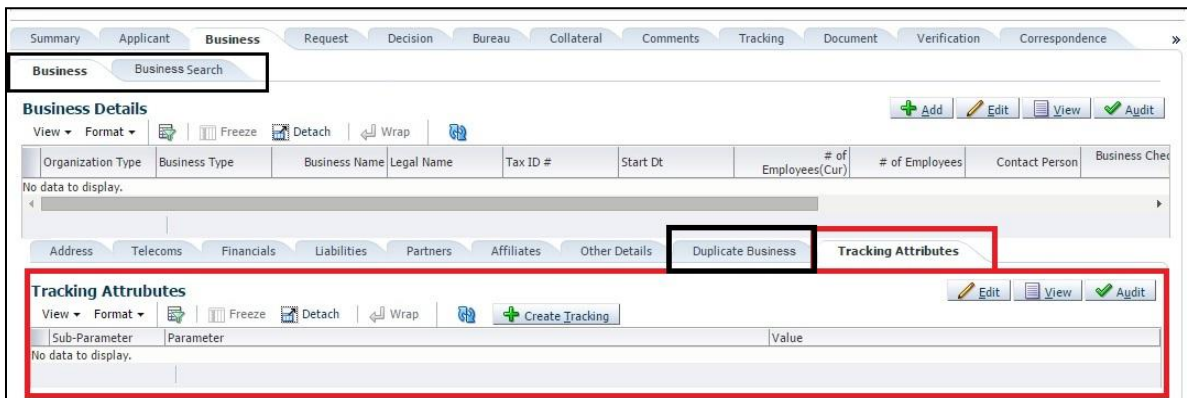 Summary Applicant Business Request Decision Bureau Collateral Comments Tracking Document Verification Correspondence »
Business Business Search
Business Details Add Edit View Audit
View Format Freeze Detach Wrap
Organization Type Business Type Business Name Legal Name Tax ID # Start Dt # of Employees(Cur) # of Employees Contact Person Business Chec
No data to display.
Address Telecoms Financials Liabilities Partners Affiliates Other Details Duplicate Business Tracking Attributes
Tracking Attrubutes Edit View Audit
View Format Freeze Detach Wrap Create Tracking
Sub-Parameter Parameter Value
No data to display.